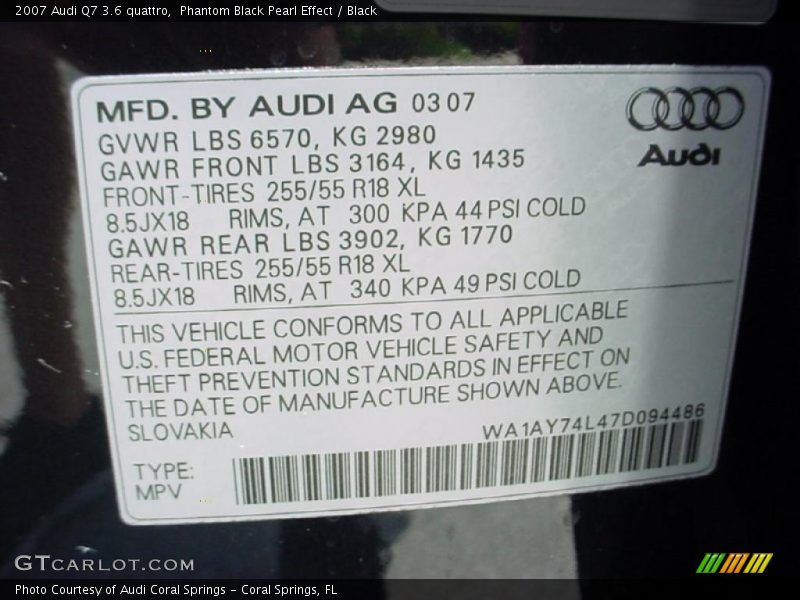 2007 Audi Q7 3.6 quattro,  Phantom Black Pearl Effect / Black
MFD. BY AUDI AG 03 07
GVWR LBS 6570, KG 2980
GAWR FRONT LBS 3164, KG 1435
FRONT-TIRES 255/55 R18 XL
8.5JX18 RIMS, AT 300 KPA 44 PSI COLD
GAWR REAR LBS 3902, KG 1770
REAR-TIRES 255/55 R18 XL
8.5JX18 RIMS, AT 340 KPA 49 PSI COLD
Audi
THIS VEHICLE CONFORMS TO ALL APPLICABLE
U.S. FEDERAL MOTOR VEHICLE SAFETY AND
THEFT PREVENTION STANDARDS IN EFFECT ON
THE DATE OF MANUFACTURE SHOWN ABOVE.
SLOVAKIA WA1AY74L47D094486
TYPE:
MPV
GTCARLOT.COM
Photo Courtesy of Audi Coral Springs – Coral Springs, FL